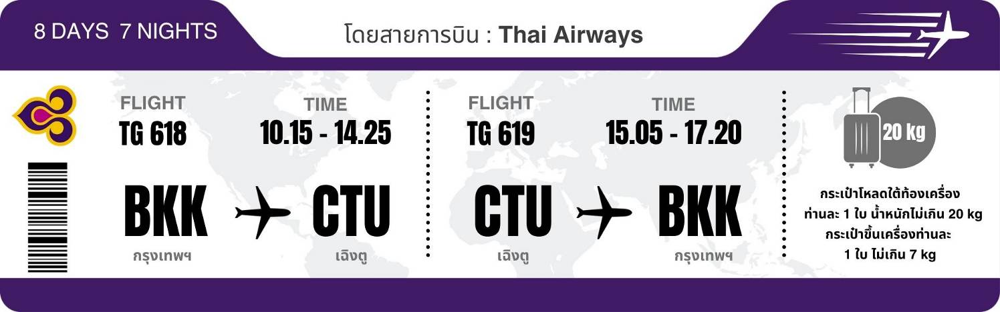 8 DAYS 7 NIGHTS
โดยสายการบิน : Thai Airways
FLIGHT
TIME
TG 618
10.15 - 14.25
BKK
CTU
กรุงเทพฯ
เฉิงตู
FLIGHT
TIME
TG 619
15.05 - 17.20
CTU
BKK
เฉิงตู
กรุงเทพฯ
20 kg
กระเป๋าโหลดใต้ท้องเครื่อง
ท่านละ 1 ใบ น้ำหนักไม่เกิน 20 kg
กระเป๋าขึ้นเครื่องท่านละ
1 ใบ ไม่เกิน 7 kg